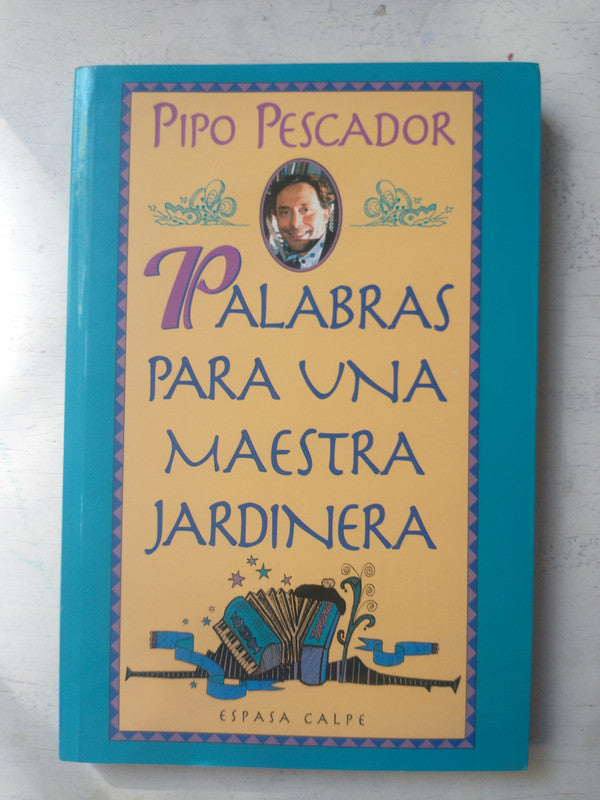 PIPO PESCADOR
PALABRAS
PARA UNA
MAESTRA
JARDINERA
ESPASA CALPE